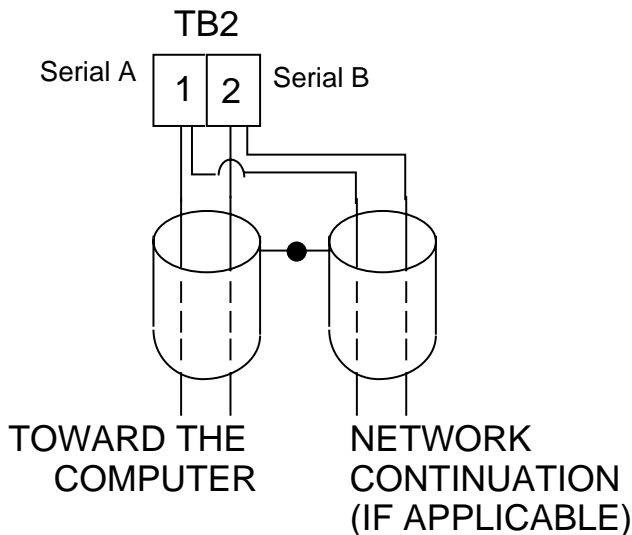 TB2
Serial A
1
2
Serial B
TOWARD THE
COMPUTER
NETWORK
CONTINUATION
(IF APPLICABLE)